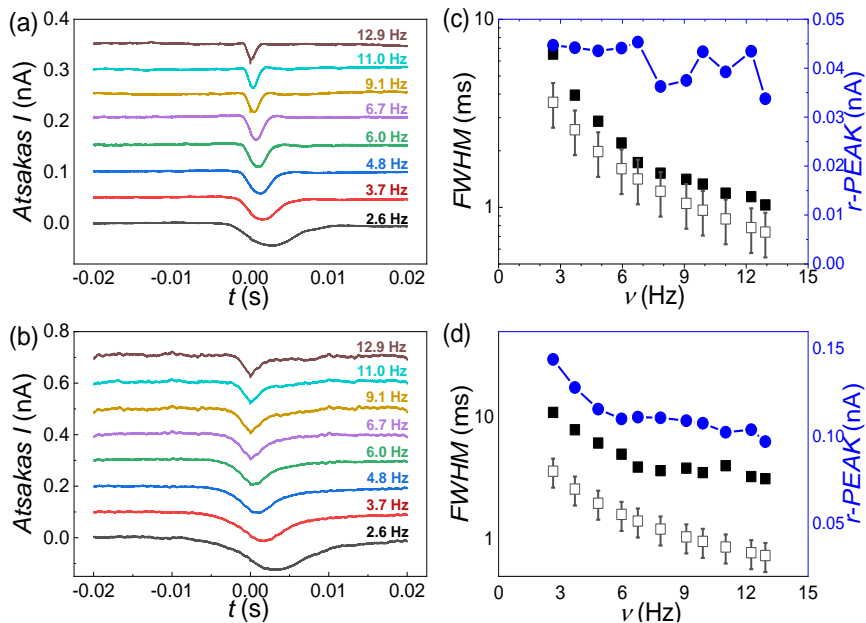 (a)
0.4
0.3
0.2
0.1
0.0
Atsakas I (nA)
12.9 Hz
11.0 Hz
9.1 Hz
6.7 Hz
6.0 Hz
4.8 Hz
3.7 Hz
2.6 Hz
-0.02 -0.01 0.00 0.01 0.02
t (s)
(c)
10
1
FWHM (ms)
0.05
0.04
0.03
0.02
0.01
0.00
r-PEAK (nA)
0 3 6 9 12 15
ν (Hz)
(b)
0.8
0.6
0.4
0.2
0.0
Atsakas I (nA)
12.9 Hz
11.0 Hz
9.1 Hz
6.7 Hz
6.0 Hz
4.8 Hz
3.7 Hz
2.6 Hz
-0.02 -0.01 0.00 0.01 0.02
t (s)
(d)
10
1
FWHM (ms)
0.15
0.10
0.05
r-PEAK (nA)
0 3 6 9 12 15
ν (Hz)